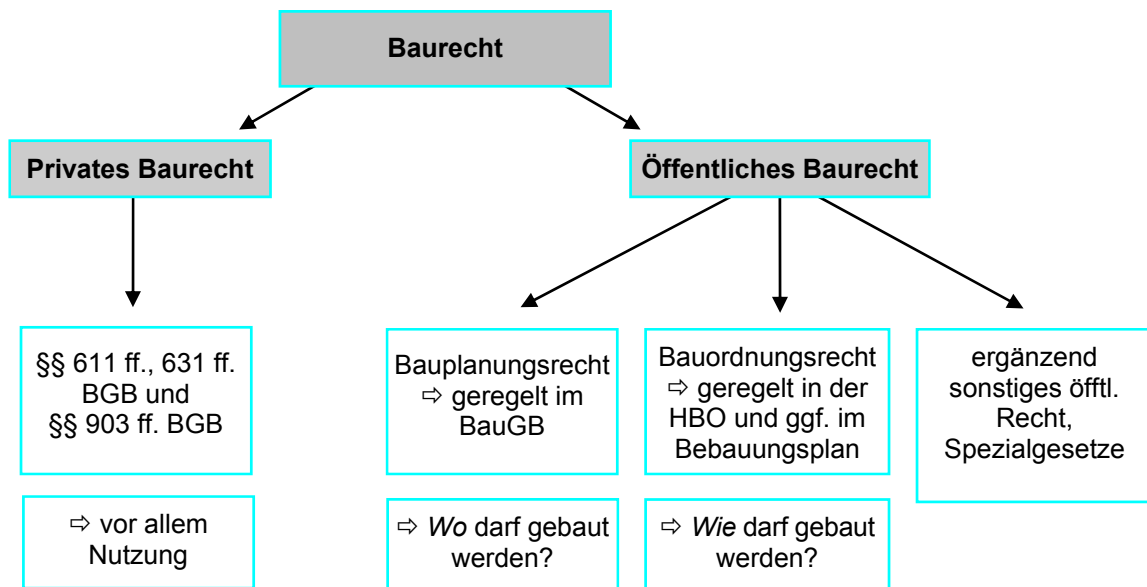 Baurecht
Privates Baurecht
Öffentliches Baurecht
§§ 611 ff., 631 ff.
BGB und
§§ 903 ff. BGB
Bauplanungsrecht
⇨ geregelt im
BauGB
Bauordnungsrecht
⇨ geregelt in der
HBO und ggf. im
Bebauungsplan
ergänzend
sonstiges öfftl.
Recht,
Spezialgesetze
⇨ vor allem
Nutzung
⇨ Wo darf gebaut
werden?
⇨ Wie darf gebaut
werden?